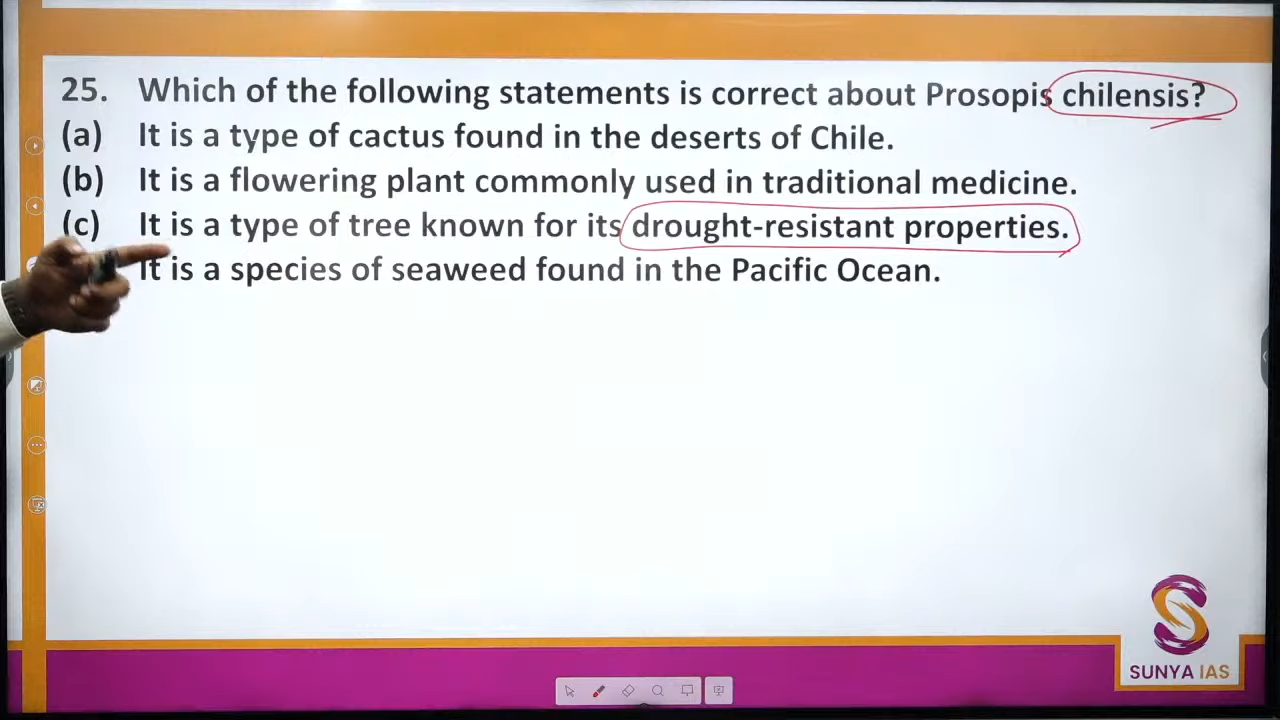 25. Which of the following statements is correct about Prosopis chilensis?
(a) It is a type of cactus found in the deserts of Chile.
(b) It is a flowering plant commonly used in traditional medicine.
(c) It is a type of tree known for its drought-resistant properties.
It is a species of seaweed found in the Pacific Ocean.
SUNYA IAS